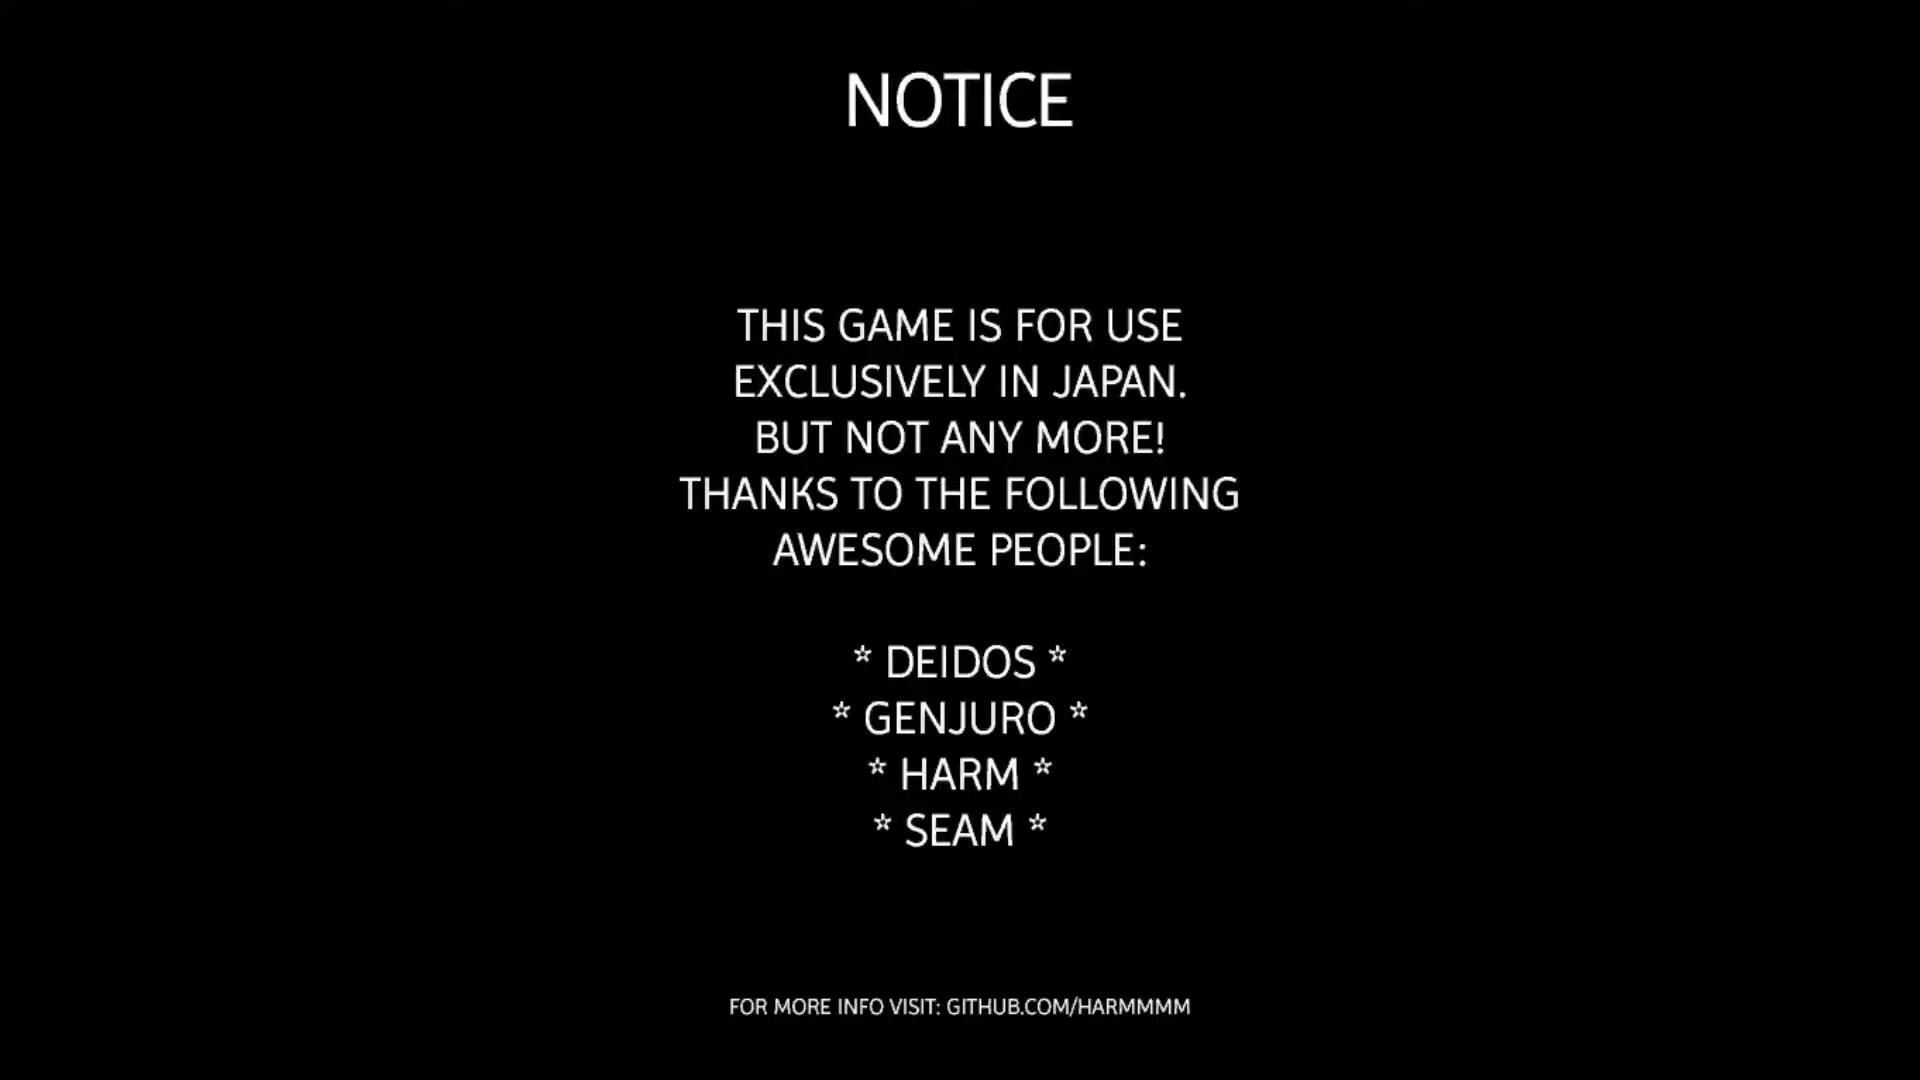 NOTICE
THIS GAME IS FOR USE
EXCLUSIVELY IN JAPAN.
BUT NOT ANY MORE!
THANKS TO THE FOLLOWING
AWESOME PEOPLE:
* DEIDOS *
* GENJURO *
* HARM *
* SEAM *
FOR MORE INFO VISIT: GITHUB.COM/HARMMMM